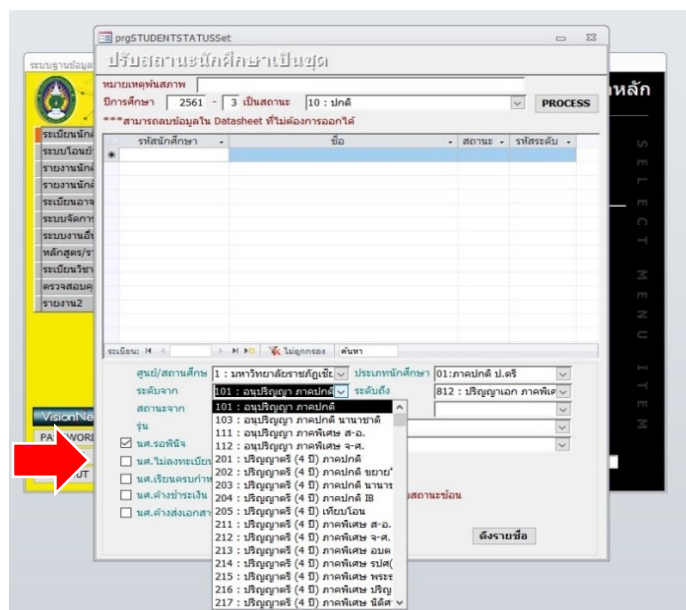 prgSTUDENTSTATUSSet
ปรับสถานะนักศึกษาเป็นชุด
หมายเหตุพ้นสภาพ
ปีการศึกษา 2561 - 3 เป็นสถานะ 10 : ปกติ PROCESS
***สามารถลบข้อมูลใน Datasheet ที่ไม่ต้องการออกได้
รหัสนักศึกษา ชื่อ สถานะ รหัสระดับ
ระบบฐานข้อมูล
ระเบียนนัก
ระบบโอนย้
รายงานนัก
รายงานนัก
ระเบียนอาจ
ระบบจัดการ
ระบบงานอื่
หลักสูตร/รา
ระเบียนวิชา
ตรวจสอบคุ
รายงาน2
VisionNe
PASSWORD
OUT
หลัก
SELECT MENU
ITEM
ระเบียน: ไม่ถูกกรอง ค้นหา
ศูนย์/สถานศึกษ 1 : มหาวิทยาลัยราชภัฏเชีย ประเภทนักศึกษา 01:ภาคปกติ ป.ตรี
ระดับจาก 101 : อนุปริญญา ภาคปกติ ระดับถึง 812 : ปริญญาเอก ภาคพิเศ
สถานะจาก
รุ่น
นศ.รอพินิจ
นศ.ไม่ลงทะเบีย
นศ.เรียนครบกำห
นศ.ค้างชำระเงิน
นศ.ค้างส่งเอกสา
101 : อนุปริญญา ภาคปกติ
103 : อนุปริญญา ภาคปกติ นานาชาติ
111 : อนุปริญญา ภาคพิเศษ ส-อ.
112 : อนุปริญญา ภาคพิเศษ จ-ศ.
201 : ปริญญาตรี (4 ปี) ภาคปกติ
202 : ปริญญาตรี (4 ปี) ภาคปกติ ขยาย
203 : ปริญญาตรี (4 ปี) ภาคปกติ นานาช
204 : ปริญญาตรี (4 ปี) ภาคปกติ IB
205 : ปริญญาตรี (4 ปี) เทียบโอน
211 : ปริญญาตรี (4 ปี) ภาคพิเศษ ส-อ.
212 : ปริญญาตรี (4 ปี) ภาคพิเศษ จ-ศ.
213 : ปริญญาตรี (4 ปี) ภาคพิเศษ อบต
214 : ปริญญาตรี (4 ปี) ภาคพิเศษ รปศ(
215 : ปริญญาตรี (4 ปี) ภาคพิเศษ พระช
216 : ปริญญาตรี (4 ปี) ภาคพิเศษ ปริญ
217 : ปริญญาตรี (4 ปี) ภาคพิเศษ นิติศ
สถานะซ้อน
ดึงรายชื่อ